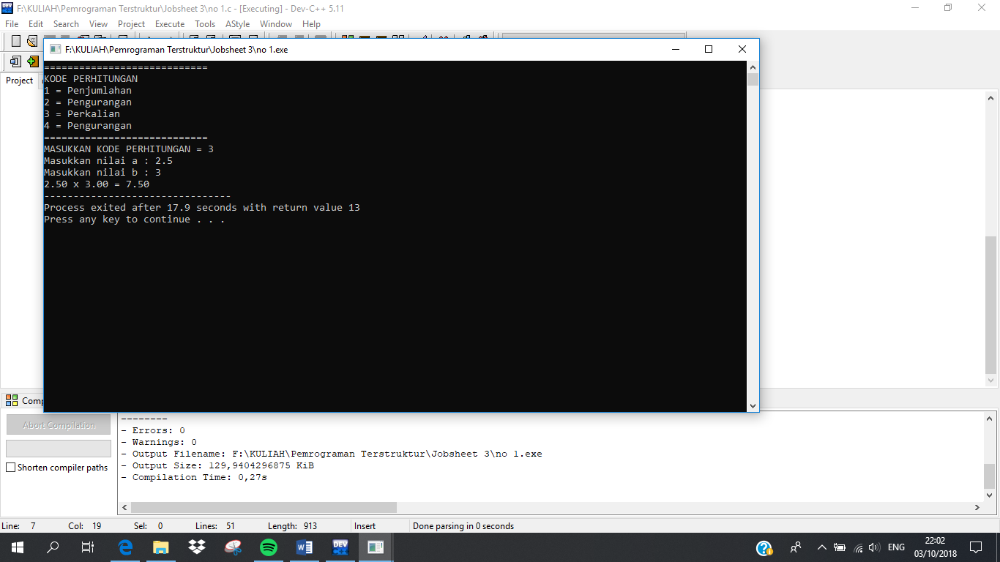 F:\KULIAH\Pemrograman Terstruktur\Jobsheet 3\no 1.c - [Executing] - Dev-C++ 5.11
File Edit Search View Project Execute Tools AStyle Window Help
F:\KULIAH\Pemrograman Terstruktur\Jobsheet 3\no 1.exe
Project
============================
KODE PERHITUNGAN
1 = Penjumlahan
2 = Pengurangan
3 = Perkalian
4 = Pengurangan
============================
MASUKKAN KODE PERHITUNGAN = 3
Masukkan nilai a : 2.5
Masukkan nilai b : 3
2.50 x 3.00 = 7.50
--------------------------------
Process exited after 17.9 seconds with return value 13
Press any key to continue . . .
Comp
Abort Compilation
Shorten compiler paths
--------
- Errors: 0
- Warnings: 0
- Output Filename: F:\KULIAH\Pemrograman Terstruktur\Jobsheet 3\no 1.exe
- Output Size: 129,9404296875 KiB
- Compilation Time: 0,27s
Line: 7 Col: 19 Sel: 0 Lines: 51 Length: 913 Insert Done parsing in 0 seconds
DEV
ENG
22:02
03/10/2018